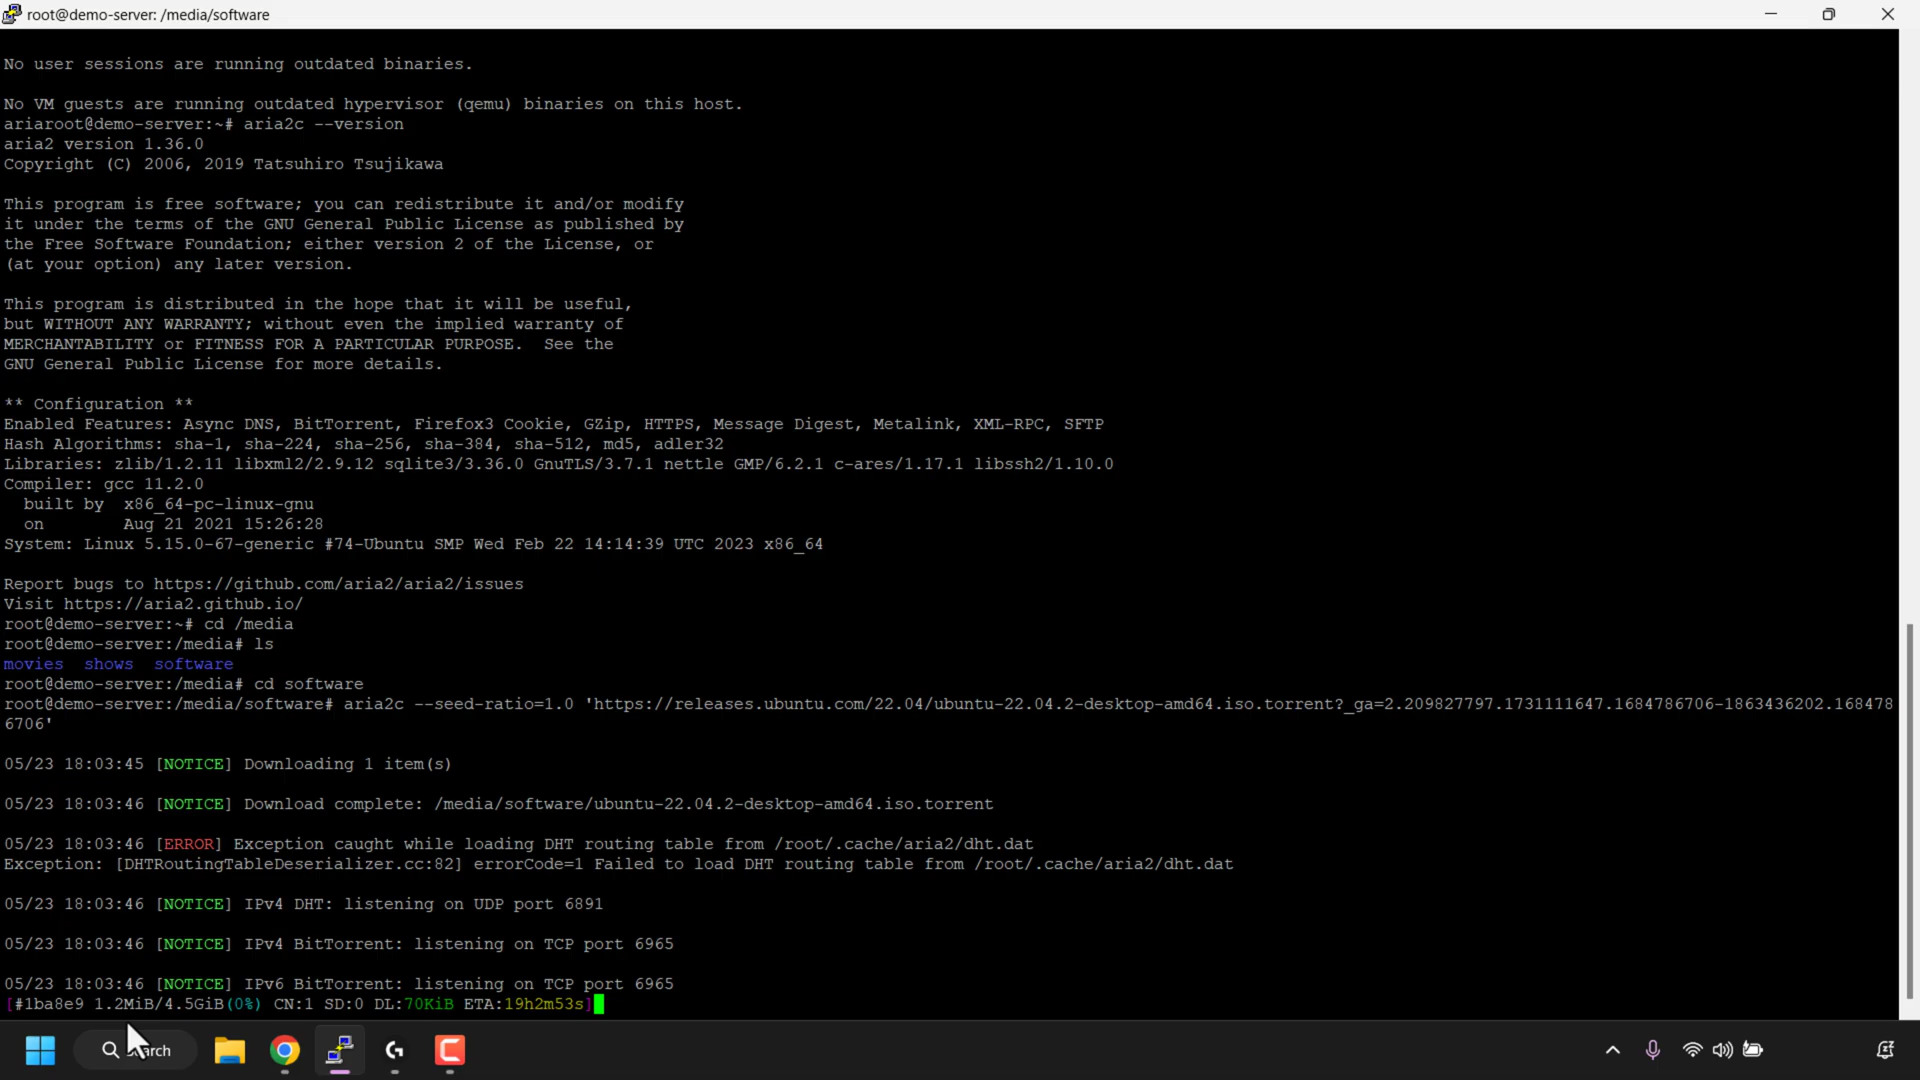 root@demo-server: /media/software
No user sessions are running outdated binaries.
No VM guests are running outdated hypervisor (qemu) binaries on this host.
ariaroot@demo-server:~# aria2c --version
aria2 version 1.36.0
Copyright (C) 2006, 2019 Tatsuhiro Tsujikawa
This program is free software; you can redistribute it and/or modify
it under the terms of the GNU General Public License as published by
the Free Software Foundation; either version 2 of the License, or
(at your option) any later version.
This program is distributed in the hope that it will be useful,
but WITHOUT ANY WARRANTY; without even the implied warranty of
MERCHANTABILITY or FITNESS FOR A PARTICULAR PURPOSE.  See the
GNU General Public License for more details.
** Configuration **
Enabled Features: Async DNS, BitTorrent, Firefox3 Cookie, GZip, HTTPS, Message Digest, Metalink, XML-RPC, SFTP
Hash Algorithms: sha-1, sha-224, sha-256, sha-384, sha-512, md5, adler32
Libraries: zlib/1.2.11 libxml2/2.9.12 sqlite3/3.36.0 GnuTLS/3.7.1 nettle GMP/6.2.1 c-ares/1.17.1 libssh2/1.10.0
Compiler: gcc 11.2.0
  built by  x86_64-pc-linux-gnu
  on        Aug 21 2021 15:26:28
System: Linux 5.15.0-67-generic #74-Ubuntu SMP Wed Feb 22 14:14:39 UTC 2023 x86_64
Report bugs to https://github.com/aria2/aria2/issues
Visit https://aria2.github.io/
root@demo-server:~# cd /media
root@demo-server:/media# ls
movies  shows  software
root@demo-server:/media# cd software
root@demo-server:/media/software# aria2c --seed-ratio=1.0 'https://releases.ubuntu.com/22.04/ubuntu-22.04.2-desktop-amd64.iso.torrent?_ga=2.209827797.1731111647.1684786706-1863436202.168478
6706'
05/23 18:03:45 [NOTICE] Downloading 1 item(s)
05/23 18:03:46 [NOTICE] Download complete: /media/software/ubuntu-22.04.2-desktop-amd64.iso.torrent
05/23 18:03:46 [ERROR] Exception caught while loading DHT routing table from /root/.cache/aria2/dht.dat
Exception: [DHTRoutingTableDeserializer.cc:82] errorCode=1 Failed to load DHT routing table from /root/.cache/aria2/dht.dat
05/23 18:03:46 [NOTICE] IPv4 DHT: listening on UDP port 6891
05/23 18:03:46 [NOTICE] IPv4 BitTorrent: listening on TCP port 6965
05/23 18:03:46 [NOTICE] IPv6 BitTorrent: listening on TCP port 6965
[#1ba8e9 1.2MiB/4.5GiB(0%) CN:1 SD:0 DL:70KiB ETA:19h2m53s]